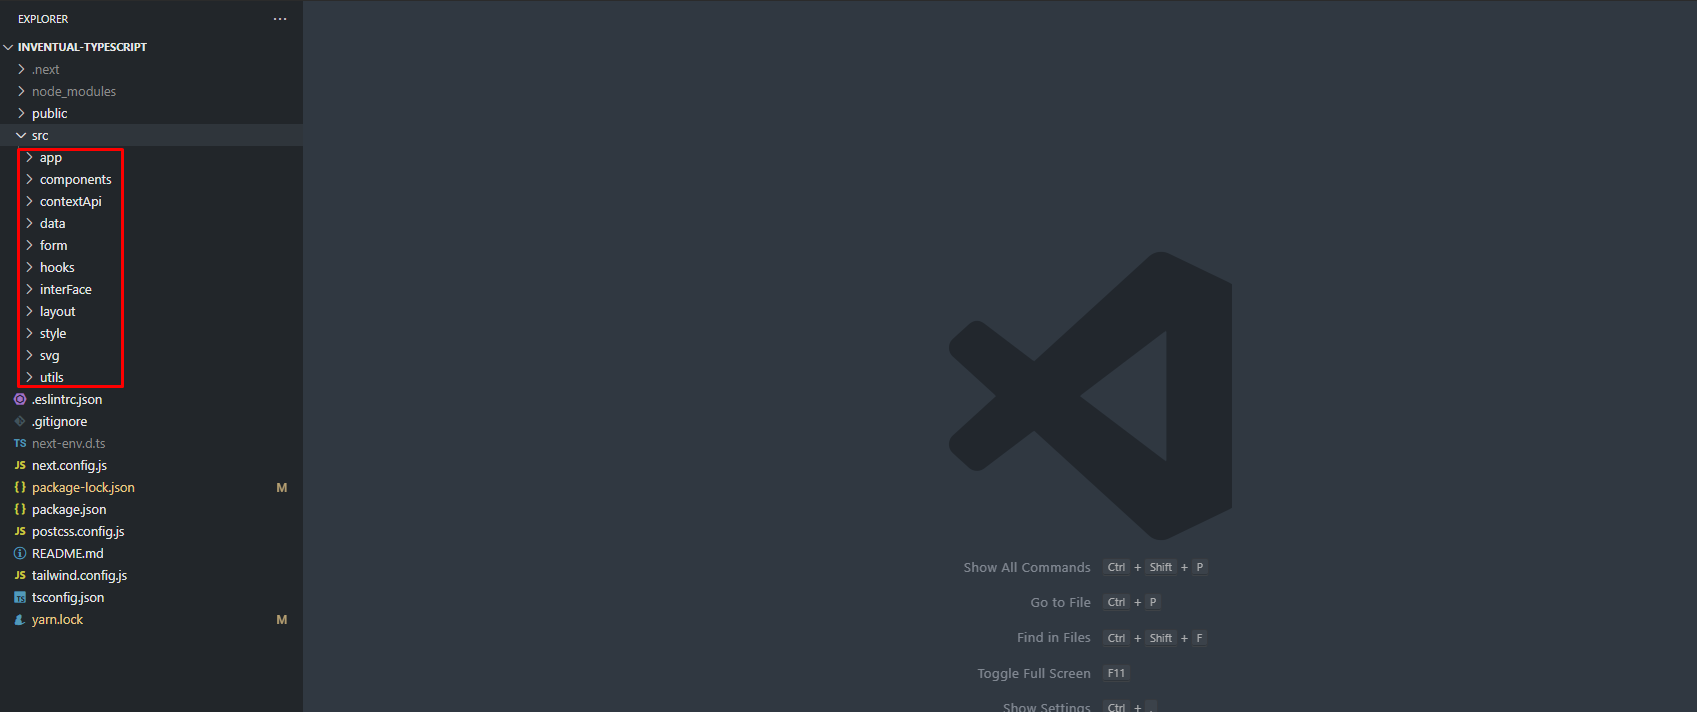 EXPLORER ...
INVENTUAL-TYPESCRIPT
.next
node_modules
public
src
app
components
contextApi
data
form
hooks
interFace
layout
style
svg
utils
.eslintrc.json
.gitignore
TS next-env.d.ts
JS next.config.js
{} package-lock.json M
{} package.json
JS postcss.config.js
README.md
JS tailwind.config.js
TS tsconfig.json
yarn.lock M
Show All Commands Ctrl + Shift + P
Go to File Ctrl + P
Find in Files Ctrl + Shift + F
Toggle Full Screen F11
Show Settings Ctrl + ,